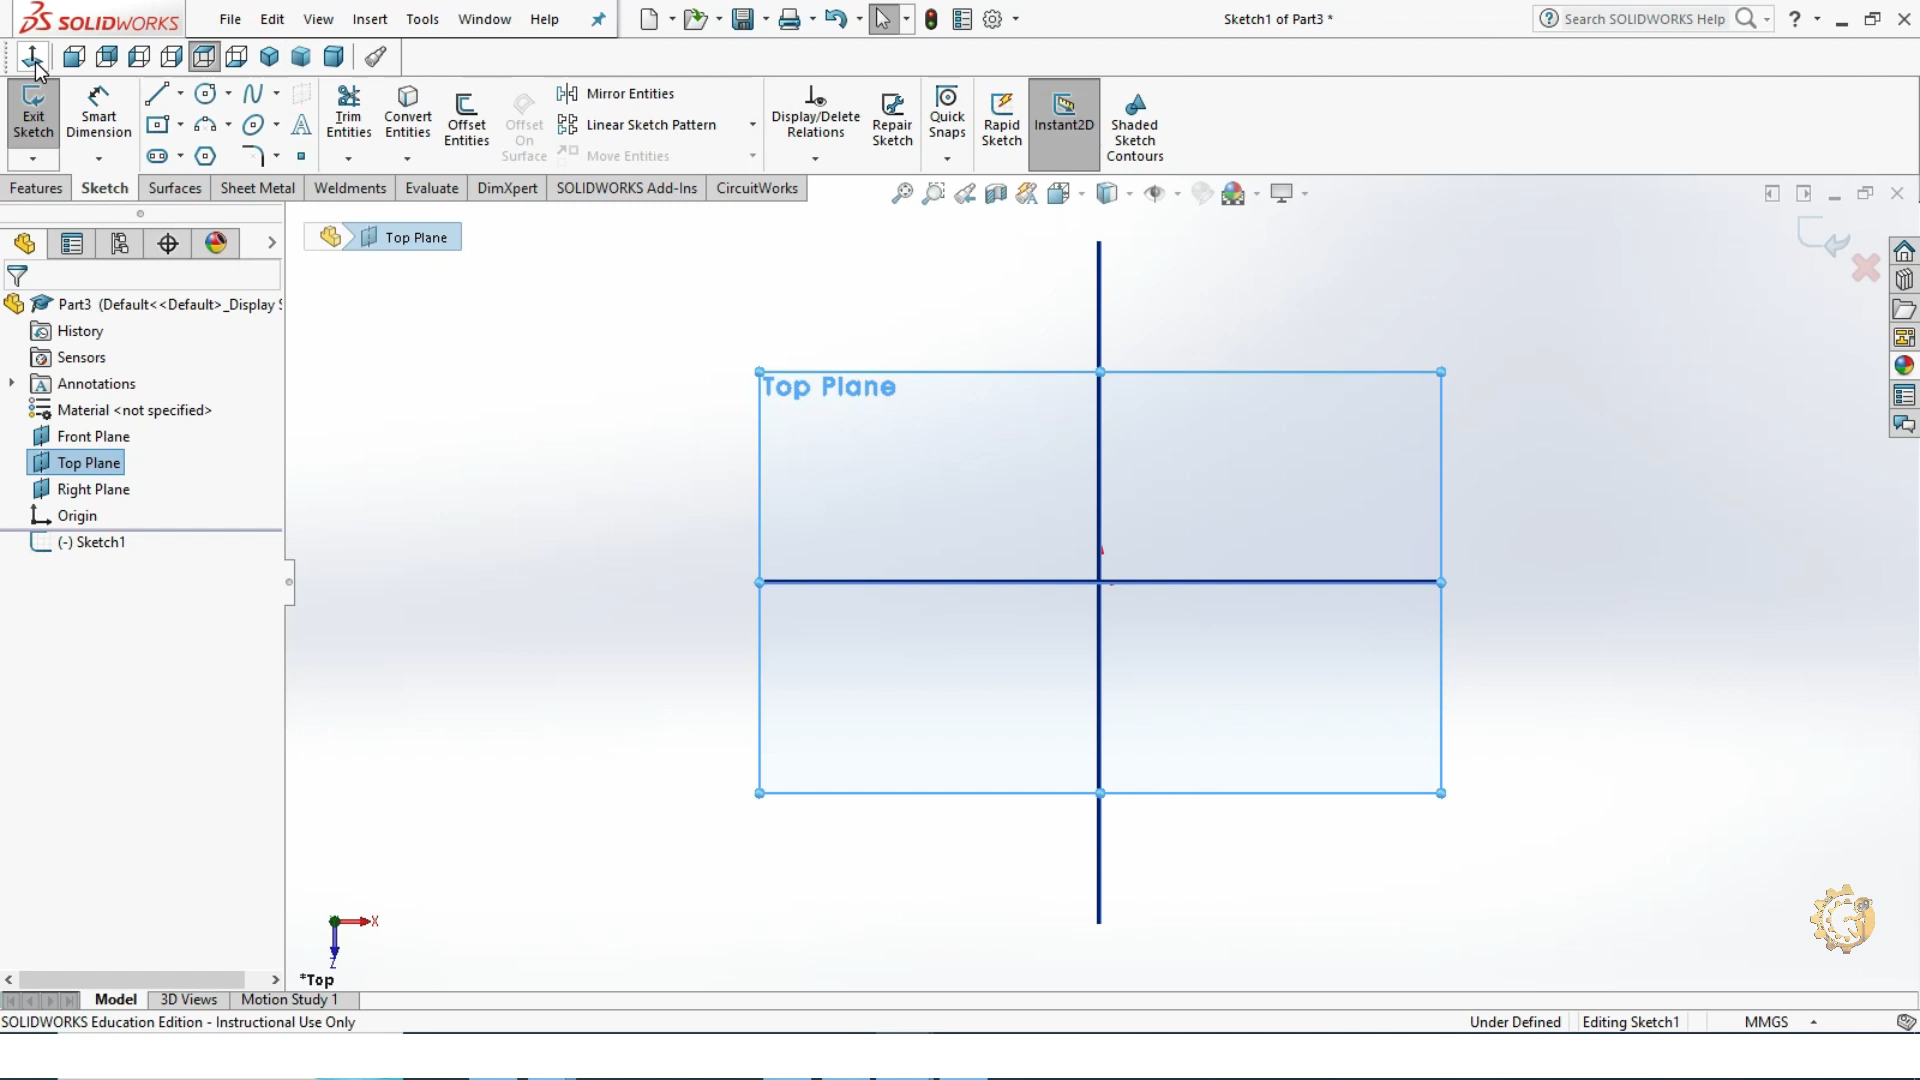 SOLIDWORKS File Edit View Insert Tools Window Help Sketch1 of Part3 * Search SOLIDWORKS Help ?
Exit Sketch
Smart Dimension
Trim Entities
Convert Entities
Offset Entities
Offset On Surface
Mirror Entities
Linear Sketch Pattern
Move Entities
Display/Delete Relations
Repair Sketch
Quick Snaps
Rapid Sketch
Instant2D
Shaded Sketch Contours
Features Sketch Surfaces Sheet Metal Weldments Evaluate DimXpert SOLIDWORKS Add-Ins CircuitWorks
Top Plane
Part3 (Default<<Default>_Display
History
Sensors
Annotations
Material <not specified>
Front Plane
Top Plane
Right Plane
Origin
(-) Sketch1
Top Plane
X
Z
*Top
Model 3D Views Motion Study 1
SOLIDWORKS Education Edition - Instructional Use Only Under Defined Editing Sketch1 MMGS